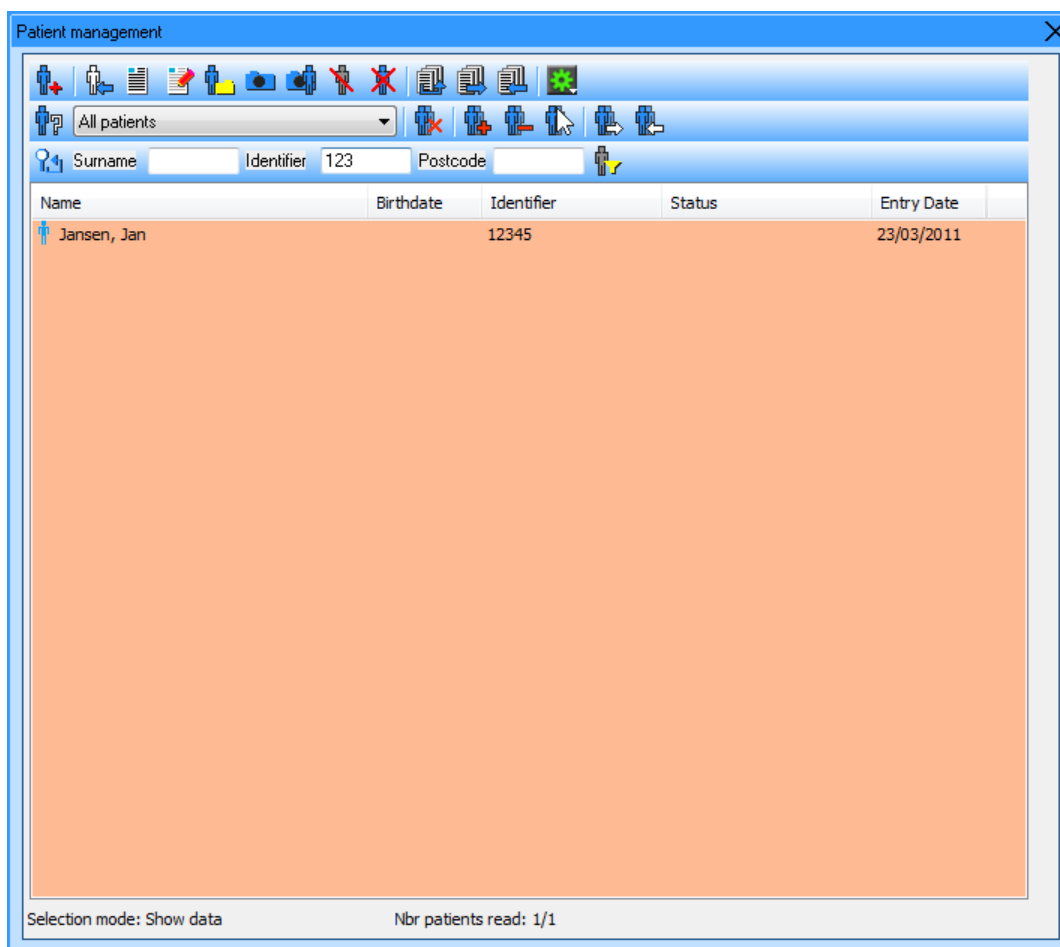 Patient management
All patients
Surname Identifier 123 Postcode
Name Birthdate Identifier Status Entry Date
Jansen, Jan 12345 23/03/2011
Selection mode: Show data Nbr patients read: 1/1